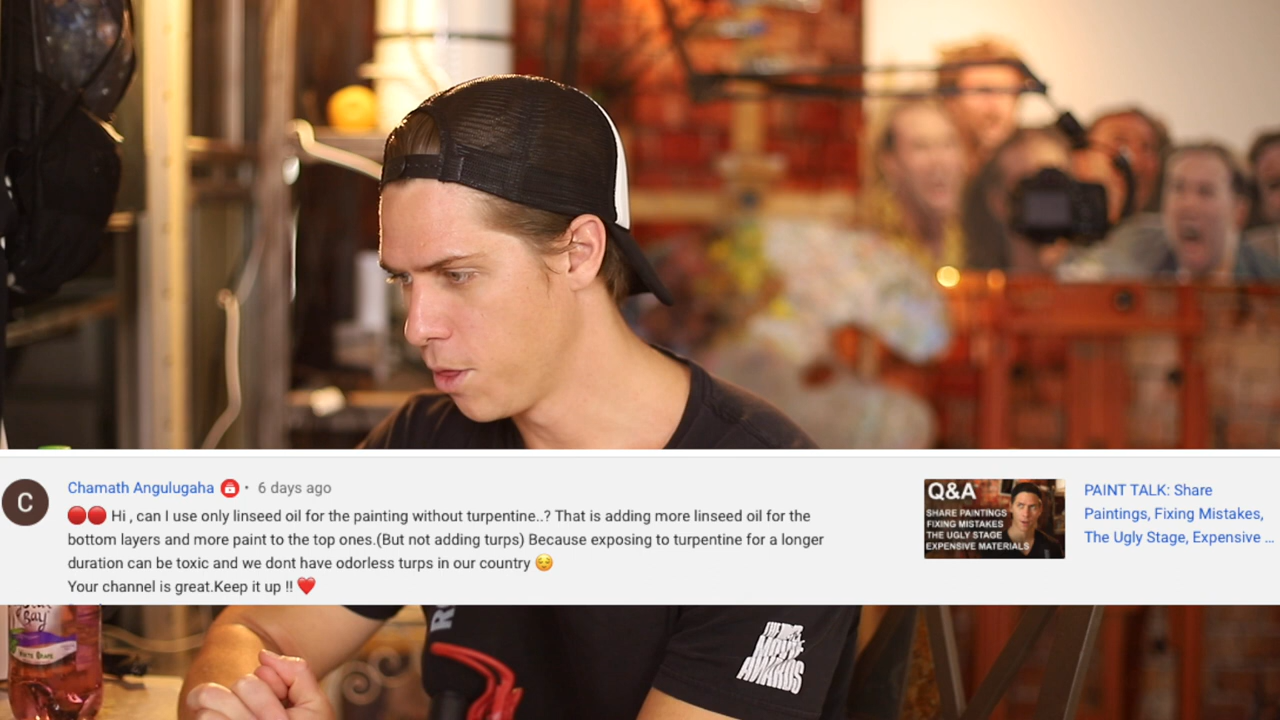 C
Chamath Angulugaha · 6 days ago
🔴🔴 Hi , can I use only linseed oil for the painting without turpentine..? That is adding more linseed oil for the
bottom layers and more paint to the top ones.(But not adding turps) Because exposing to turpentine for a longer
duration can be toxic and we dont have odorless turps in our country 😔
Your channel is great.Keep it up !! ❤️
Q&A
SHARE PAINTINGS
FIXING MISTAKES
THE UGLY STAGE
EXPENSIVE MATERIALS
PAINT TALK: Share
Paintings, Fixing Mistakes,
The Ugly Stage, Expensive ...
Bay
AWARDS